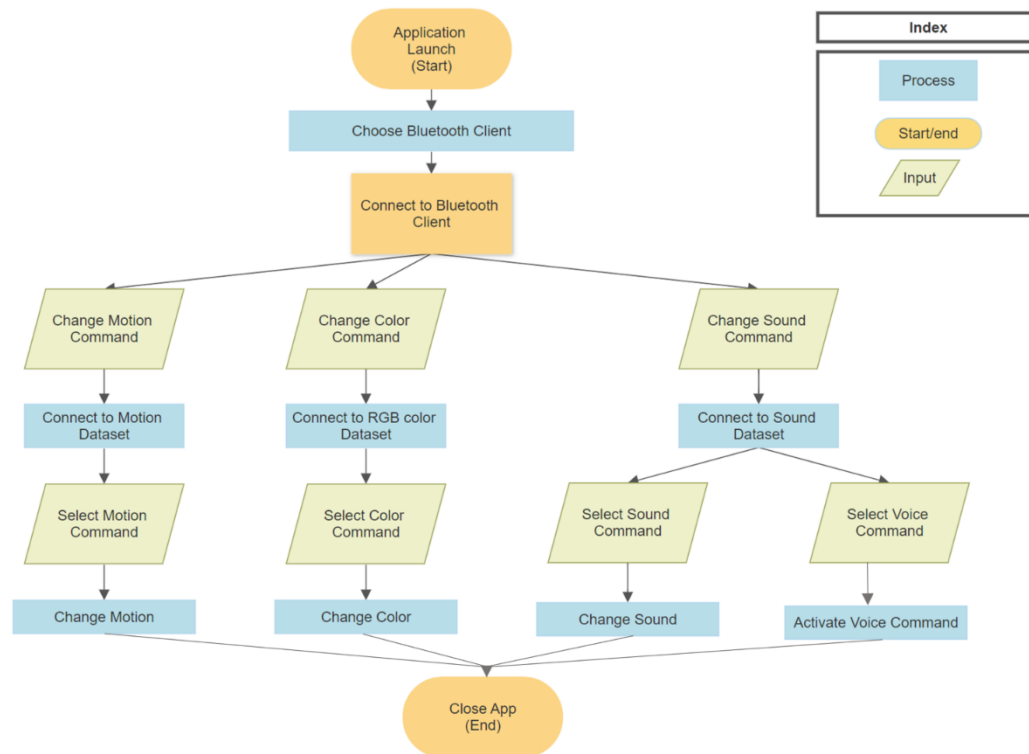 Application
Launch
(Start)
Index
Process
Start/end
Input
Choose Bluetooth Client
Connect to Bluetooth
Client
Change Motion
Command
Change Color
Command
Change Sound
Command
Connect to Motion
Dataset
Connect to RGB color
Dataset
Connect to Sound
Dataset
Select Motion
Command
Select Color
Command
Select Sound
Command
Select Voice
Command
Change Motion
Change Color
Change Sound
Activate Voice Command
Close App
(End)